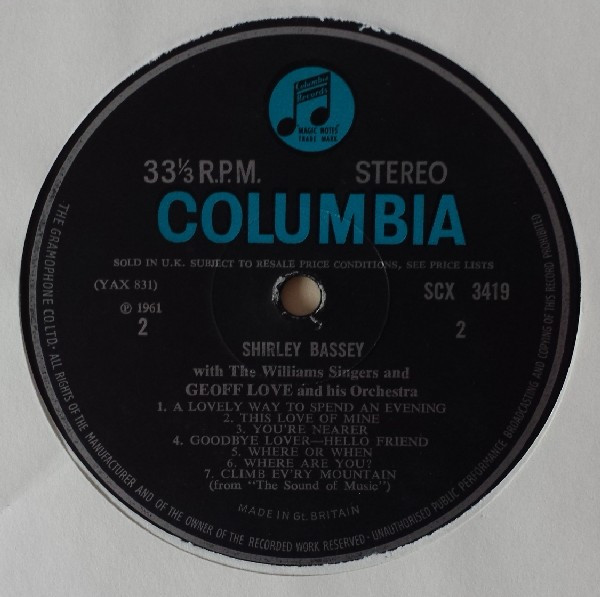 Columbia
Records
MAGIC NOTES
TRADE MARK
33⅓ R.P.M. STEREO
COLUMBIA
SOLD IN U.K. SUBJECT TO RESALE PRICE CONDITIONS, SEE PRICE LISTS
(YAX 831) SCX 3419
℗ 1961
2 2
SHIRLEY BASSEY
with The Williams Singers and
GEOFF LOVE and his Orchestra
1. A LOVELY WAY TO SPEND AN EVENING
2. THIS LOVE OF MINE
3. YOU'RE NEARER
4. GOODBYE LOVER—HELLO FRIEND
5. WHERE OR WHEN
6. WHERE ARE YOU?
7. CLIMB EV'RY MOUNTAIN
(from "The Sound of Music")
MADE IN GT. BRITAIN
THE GRAMOPHONE CO. LTD.- ALL RIGHTS OF THE MANUFACTURER AND OF THE OWNER OF THE RECORDED WORK RESERVED - UNAUTHORISED PUBLIC PERFORMANCE BROADCASTING AND COPYING OF THIS RECORD PROHIBITED